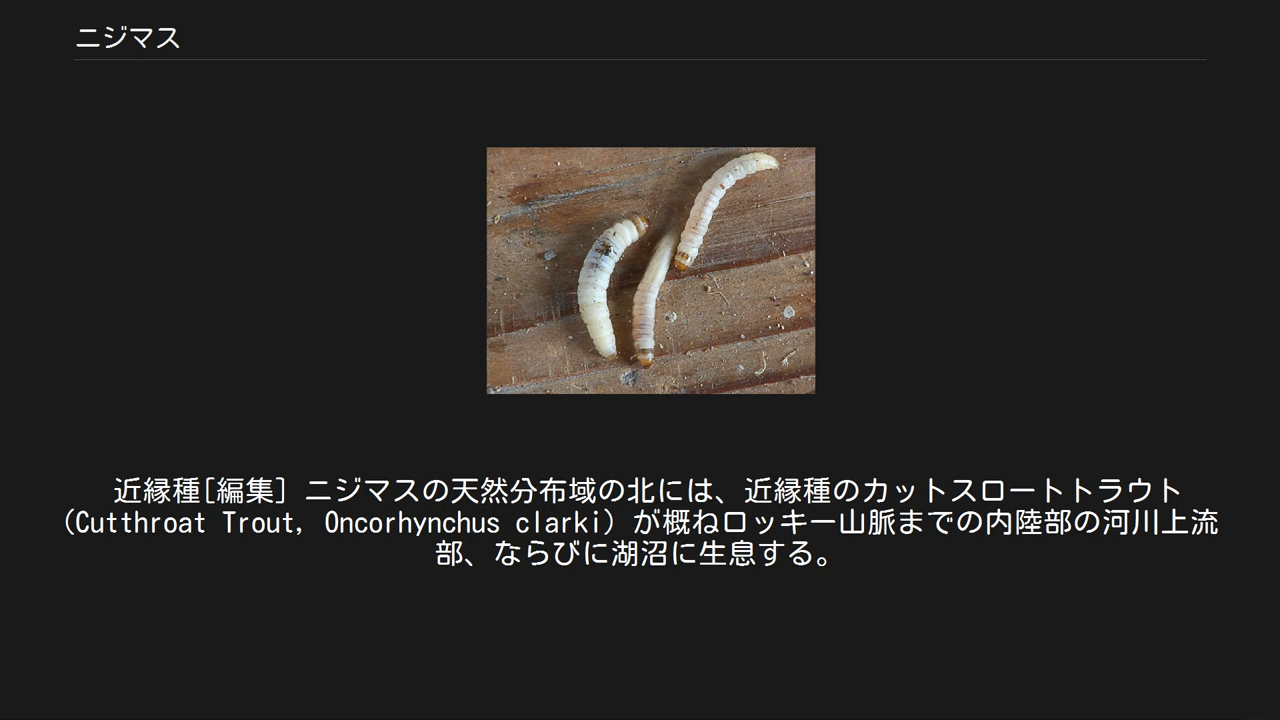 ニジマス
近縁種[編集] ニジマスの天然分布域の北には、近縁種のカットスロートトラウト
(Cutthroat Trout, Oncorhynchus clarki) が概ねロッキー山脈までの内陸部の河川上流
部、ならびに湖沼に生息する。